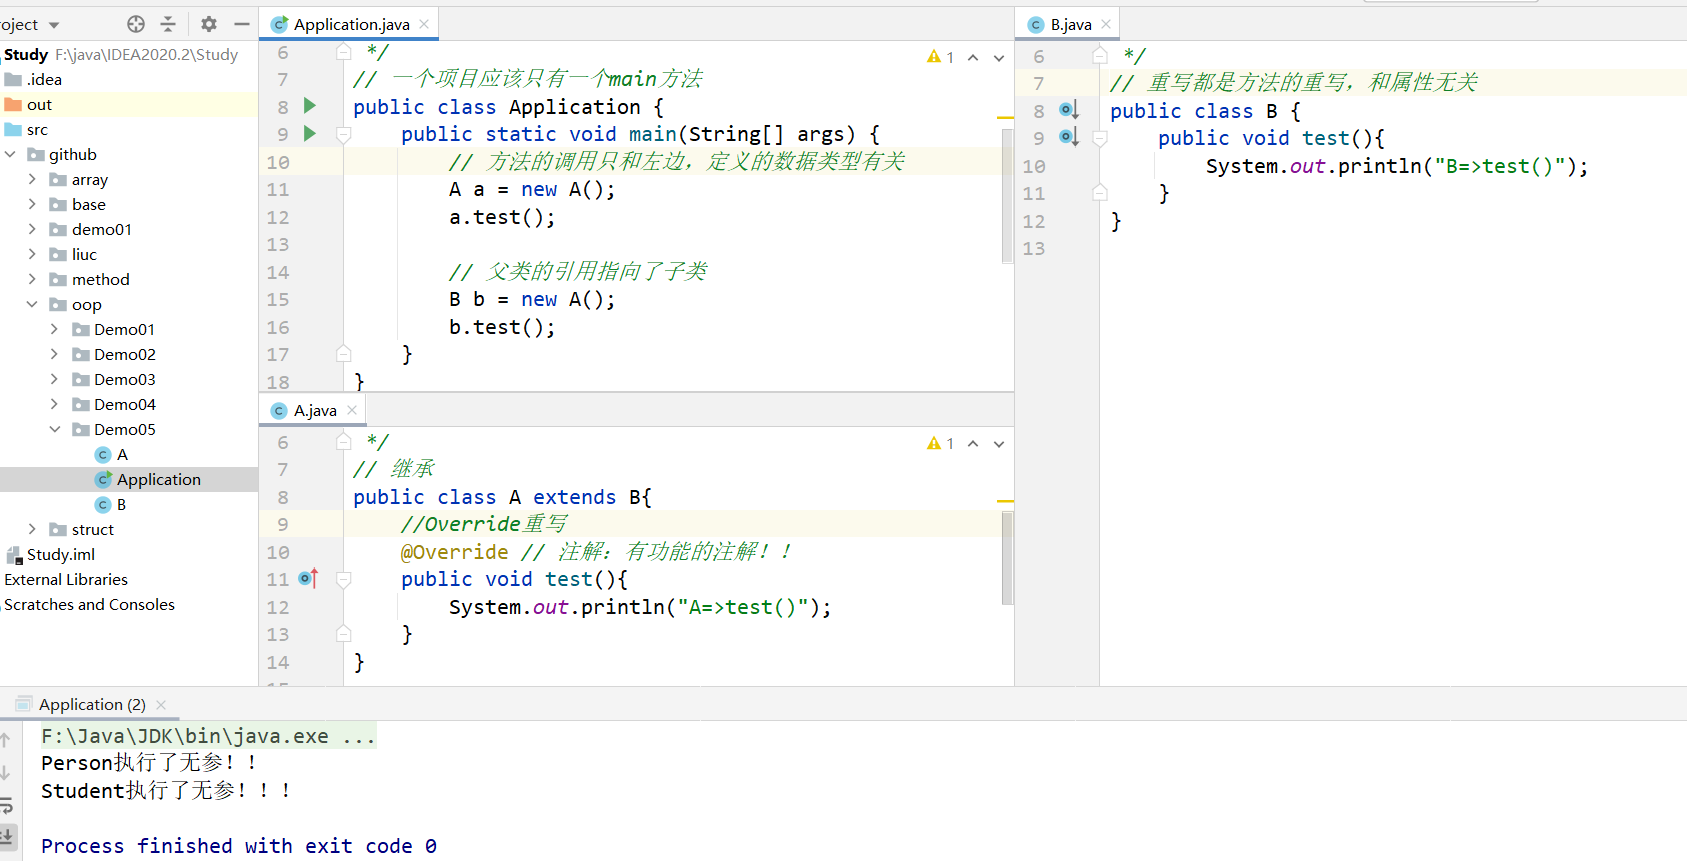 oject
Study F:\java\IDEA2020.2\Study
.idea
out
src
github
array
base
demo01
liuc
method
oop
Demo01
Demo02
Demo03
Demo04
Demo05
A
Application
B
struct
Study.iml
External Libraries
Scratches and Consoles
Application.java
1
6 */
7 // 一个项目应该只有一个main方法
8 public class Application {
9 public static void main(String[] args) {
10 // 方法的调用只和左边，定义的数据类型有关
11 A a = new A();
12 a.test();
13
14 // 父类的引用指向了子类
15 B b = new A();
16 b.test();
17 }
18 }
A.java
1
6 */
7 // 继承
8 public class A extends B{
9 //Override重写
10 @Override // 注解：有功能的注解！！
11 public void test(){
12 System.out.println("A=>test()");
13 }
14 }
B.java
6 */
7 // 重写都是方法的重写，和属性无关
8 public class B {
9 public void test(){
10 System.out.println("B=>test()");
11 }
12 }
13
Application (2)
F:\Java\JDK\bin\java.exe ...
Person执行了无参！！
Student执行了无参！！！
Process finished with exit code 0